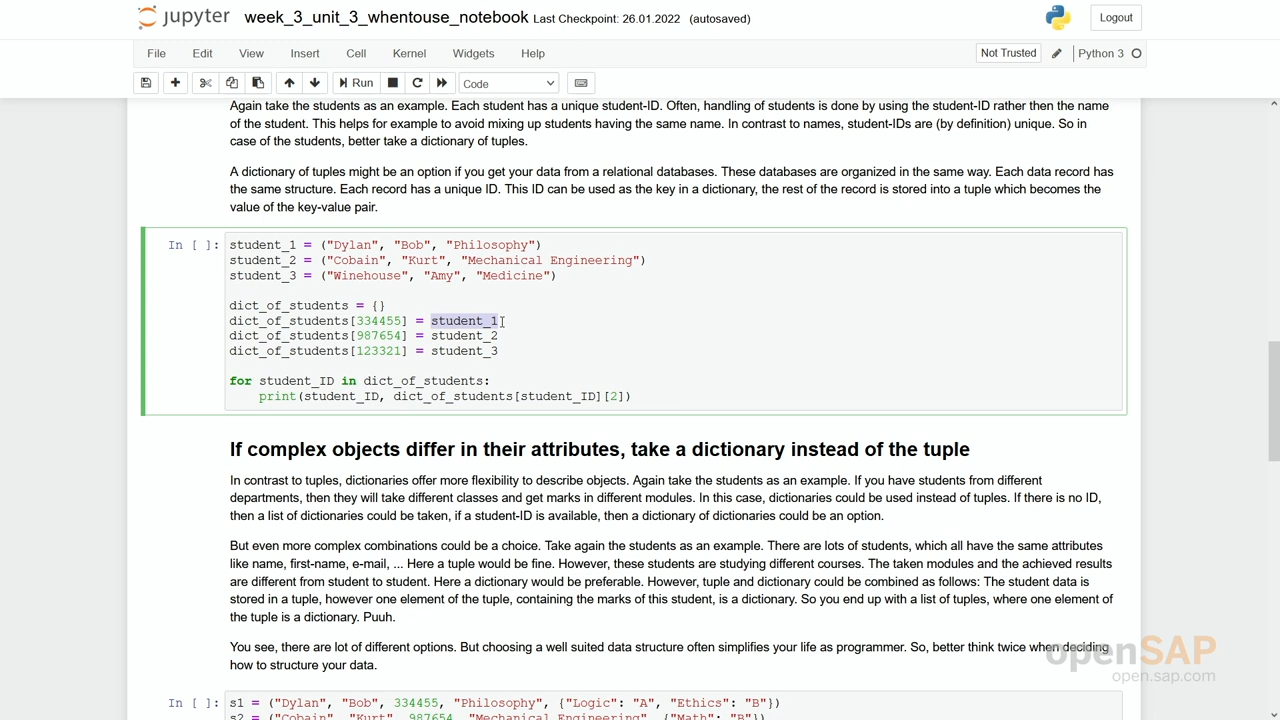 jupyter week_3_unit_3_whentouse_notebook Last Checkpoint: 26.01.2022 (autosaved) Logout
File Edit View Insert Cell Kernel Widgets Help Not Trusted Python 3
Run Code
Again take the students as an example. Each student has a unique student-ID. Often, handling of students is done by using the student-ID rather then the name
of the student. This helps for example to avoid mixing up students having the same name. In contrast to names, student-IDs are (by definition) unique. So in
case of the students, better take a dictionary of tuples.
A dictionary of tuples might be an option if you get your data from a relational databases. These databases are organized in the same way. Each data record has
the same structure. Each record has a unique ID. This ID can be used as the key in a dictionary, the rest of the record is stored into a tuple which becomes the
value of the key-value pair.
In [ ]: student_1 = ("Dylan", "Bob", "Philosophy")
student_2 = ("Cobain", "Kurt", "Mechanical Engineering")
student_3 = ("Winehouse", "Amy", "Medicine")
dict_of_students = {}
dict_of_students[334455] = student_1
dict_of_students[987654] = student_2
dict_of_students[123321] = student_3
for student_ID in dict_of_students:
print(student_ID, dict_of_students[student_ID][2])
If complex objects differ in their attributes, take a dictionary instead of the tuple
In contrast to tuples, dictionaries offer more flexibility to describe objects. Again take the students as an example. If you have students from different
departments, then they will take different classes and get marks in different modules. In this case, dictionaries could be used instead of tuples. If there is no ID,
then a list of dictionaries could be taken, if a student-ID is available, then a dictionary of dictionaries could be an option.
But even more complex combinations could be a choice. Take again the students as an example. There are lots of students, which all have the same attributes
like name, first-name, e-mail, ... Here a tuple would be fine. However, these students are studying different courses. The taken modules and the achieved results
are different from student to student. Here a dictionary would be preferable. However, tuple and dictionary could be combined as follows: The student data is
stored in a tuple, however one element of the tuple, containing the marks of this student, is a dictionary. So you end up with a list of tuples, where one element of
the tuple is a dictionary. Puuh.
You see, there are lot of different options. But choosing a well suited data structure often simplifies your life as programmer. So, better think twice when deciding
how to structure your data.
openSAP
open.sap.com
In [ ]: s1 = ("Dylan", "Bob", 334455, "Philosophy", {"Logic": "A", "Ethics": "B"})
s2 = ("Cobain", "Kurt", 987654, "Mechanical Engineering", {"Math": "B"})